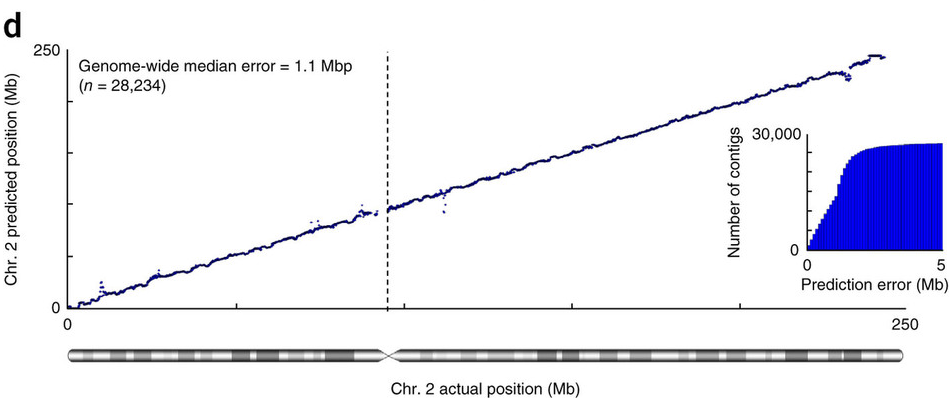 d
250
Genome-wide median error = 1.1 Mbp
(n = 28,234)
Chr. 2 predicted position (Mb)
0
0
250
Chr. 2 actual position (Mb)
30,000
Number of contigs
0
0
5
Prediction error (Mb)